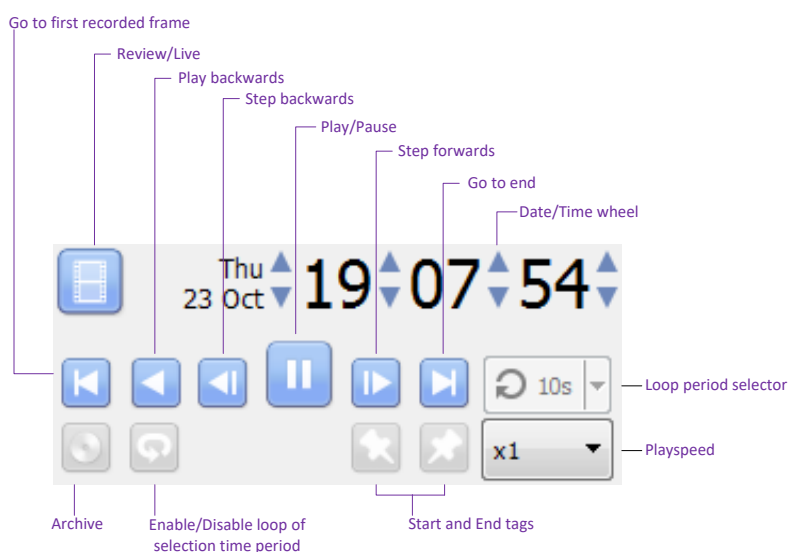 Go to first recorded frame
Review/Live
Play backwards
Step backwards
Play/Pause
Step forwards
Go to end
Date/Time wheel
Thu
23 Oct
19 07 54
10s
Loop period selector
x1
Playspeed
Archive
Enable/Disable loop of
selection time period
Start and End tags